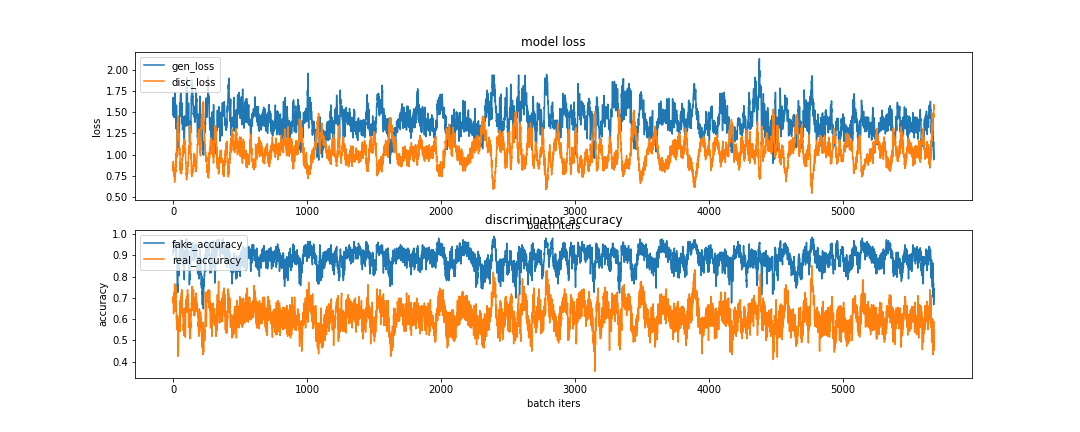 model loss
gen_loss
disc_loss
loss
2.00
1.75
1.50
1.25
1.00
0.75
0.50
0 1000 2000 3000 4000 5000
batch iters
discriminator accuracy
fake_accuracy
real_accuracy
accuracy
1.0
0.9
0.8
0.7
0.6
0.5
0.4
0 1000 2000 3000 4000 5000
batch iters